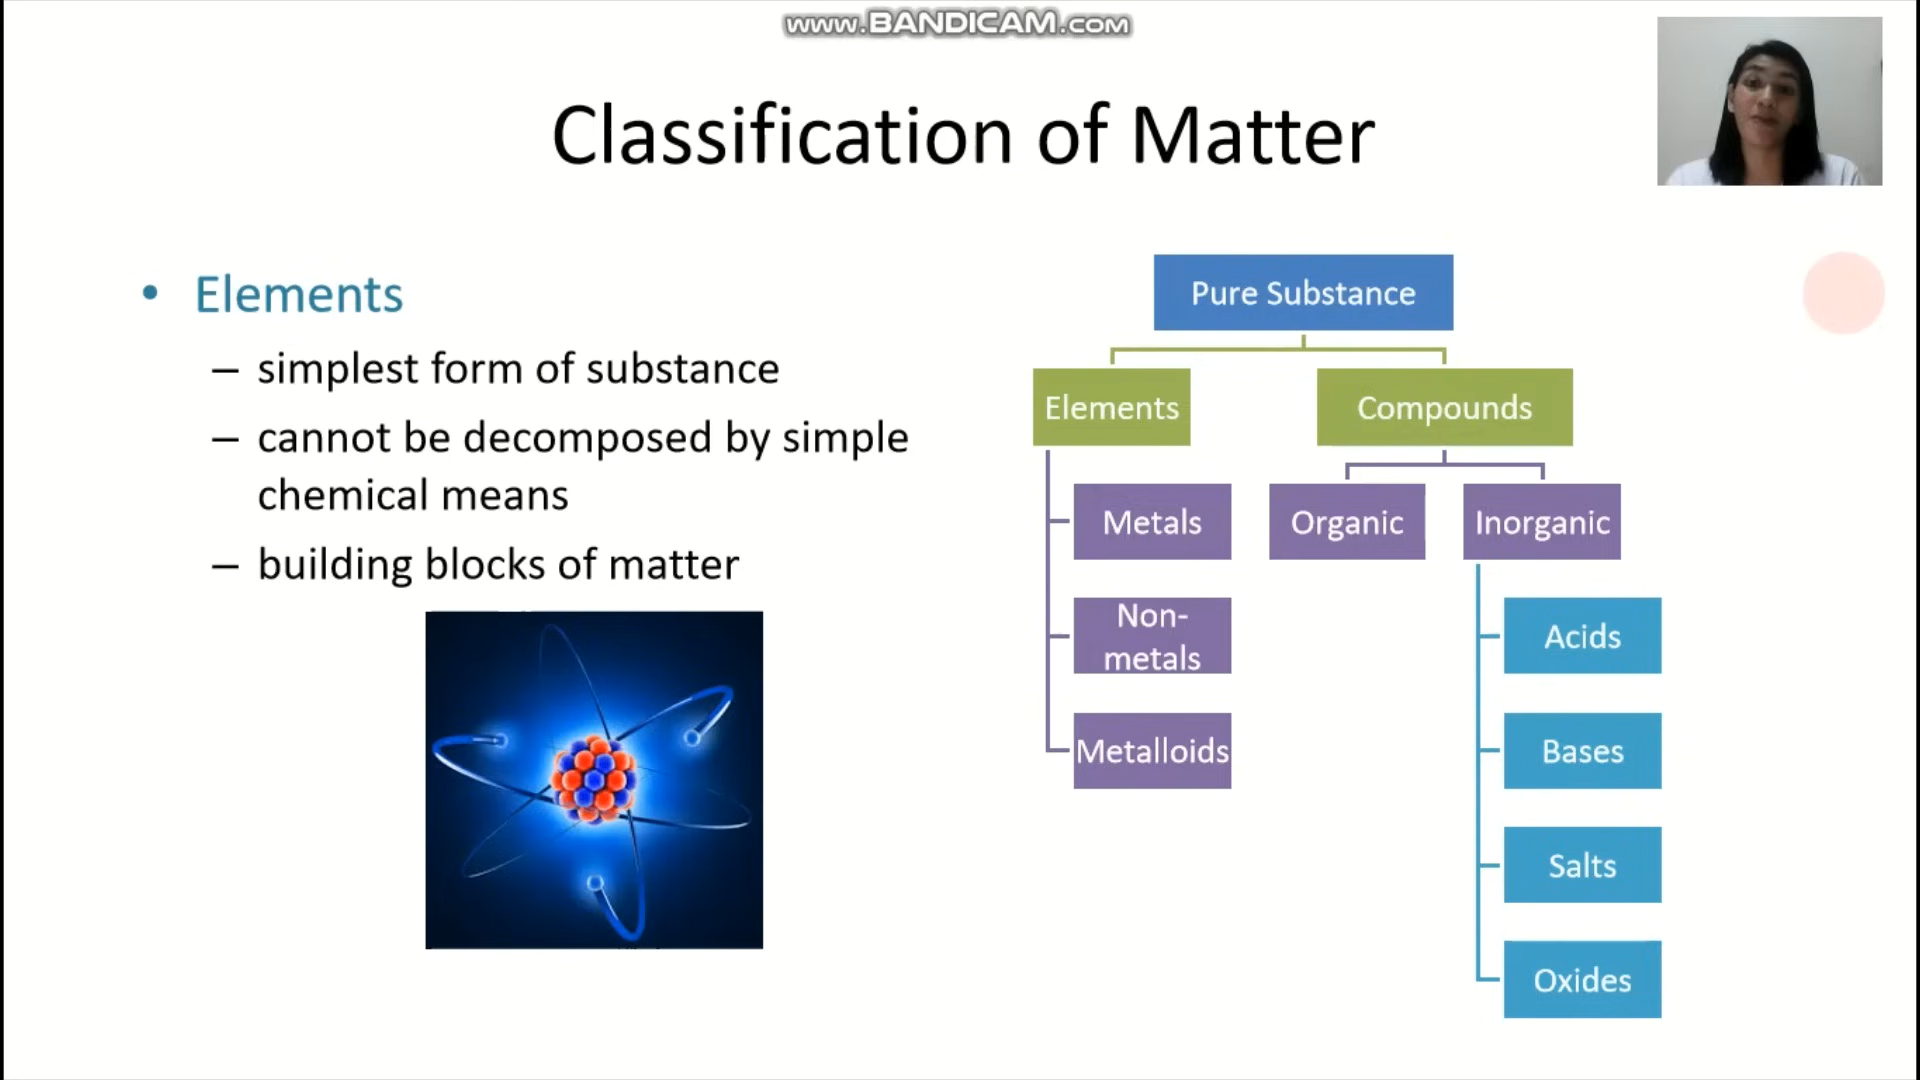 www.BANDICAM.com
Classification of Matter
• Elements
– simplest form of substance
– cannot be decomposed by simple
chemical means
– building blocks of matter
Pure Substance
Elements
Compounds
Metals
Organic
Inorganic
Non-
metals
Acids
Metalloids
Bases
Salts
Oxides